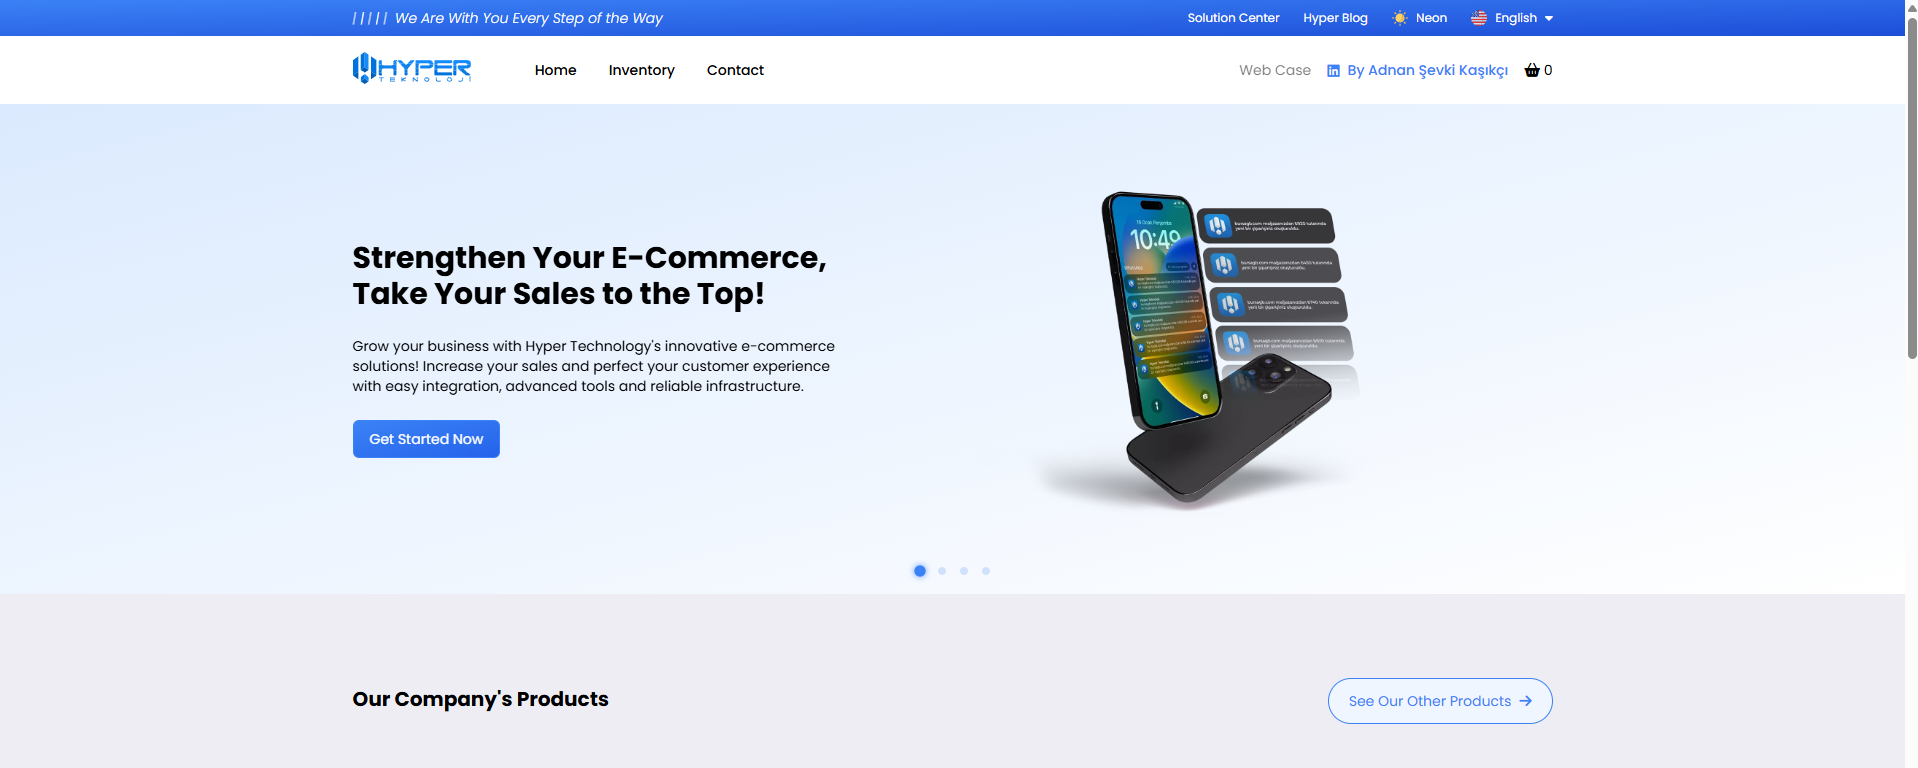 ///// We Are With You Every Step of the Way
Solution Center
Hyper Blog
Neon
English
HYPER
TEKNOLOJİ
Home
Inventory
Contact
Web Case
By Adnan Şevki Kaşıkçı
0
Strengthen Your E-Commerce,
Take Your Sales to the Top!
Grow your business with Hyper Technology's innovative e-commerce
solutions! Increase your sales and perfect your customer experience
with easy integration, advanced tools and reliable infrastructure.
Get Started Now
10:49
Our Company's Products
See Our Other Products